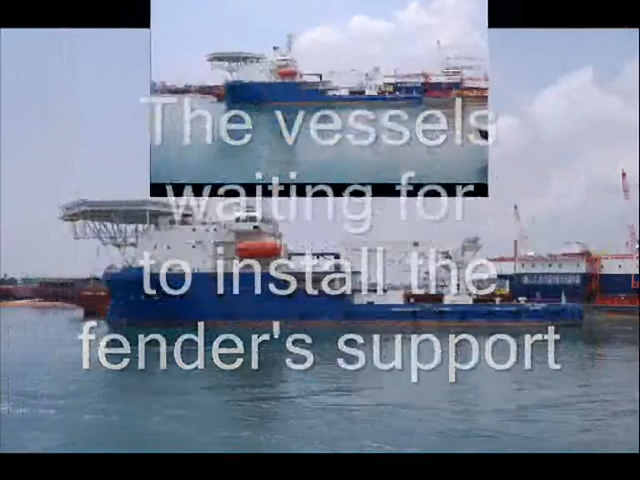 The vessels
waiting for
to install the
fender's support